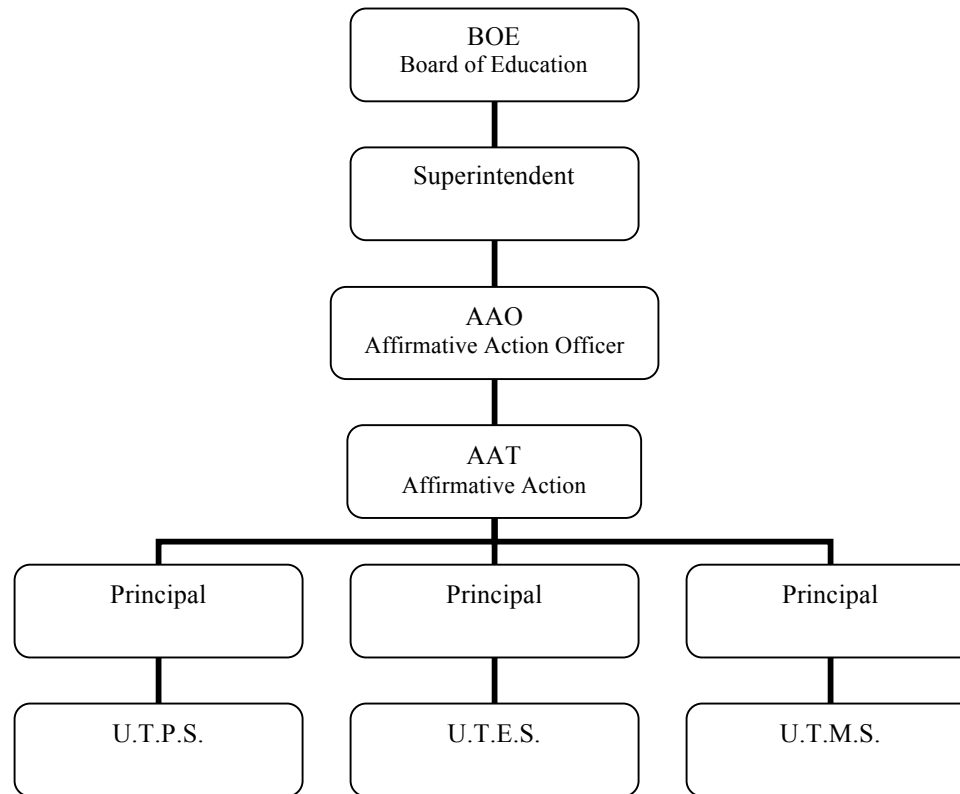 BOE
Board of Education
Superintendent
AAO
Affirmative Action Officer
AAT
Affirmative Action
Principal
Principal
Principal
U.T.P.S.
U.T.E.S.
U.T.M.S.